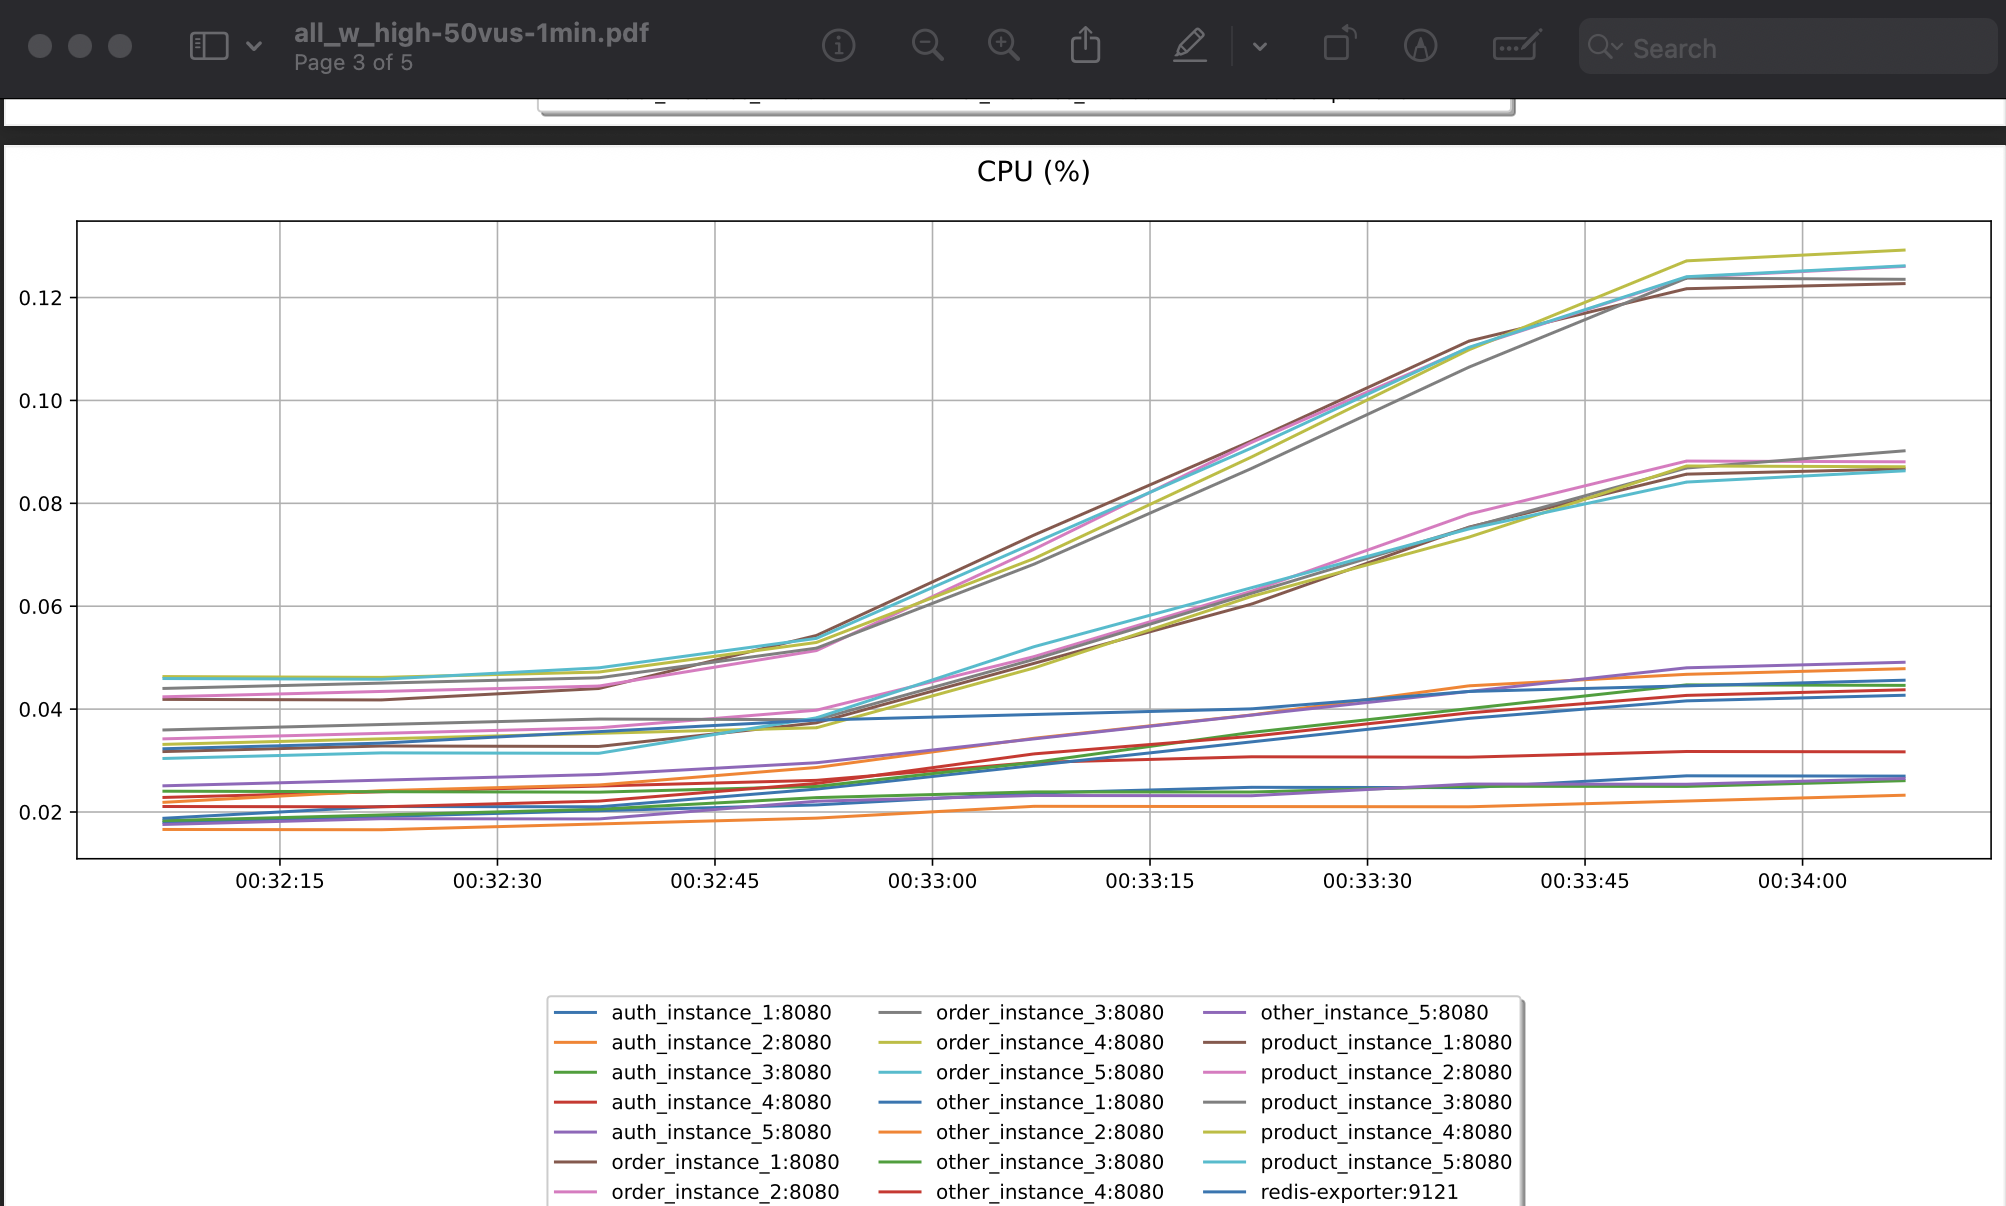 all_w_high-50vus-1min.pdf
Page 3 of 5
Search
CPU (%)
0.12
0.10
0.08
0.06
0.04
0.02
00:32:15 00:32:30 00:32:45 00:33:00 00:33:15 00:33:30 00:33:45 00:34:00
auth_instance_1:8080 order_instance_3:8080 other_instance_5:8080
auth_instance_2:8080 order_instance_4:8080 product_instance_1:8080
auth_instance_3:8080 order_instance_5:8080 product_instance_2:8080
auth_instance_4:8080 other_instance_1:8080 product_instance_3:8080
auth_instance_5:8080 other_instance_2:8080 product_instance_4:8080
order_instance_1:8080 other_instance_3:8080 product_instance_5:8080
order_instance_2:8080 other_instance_4:8080 redis-exporter:9121